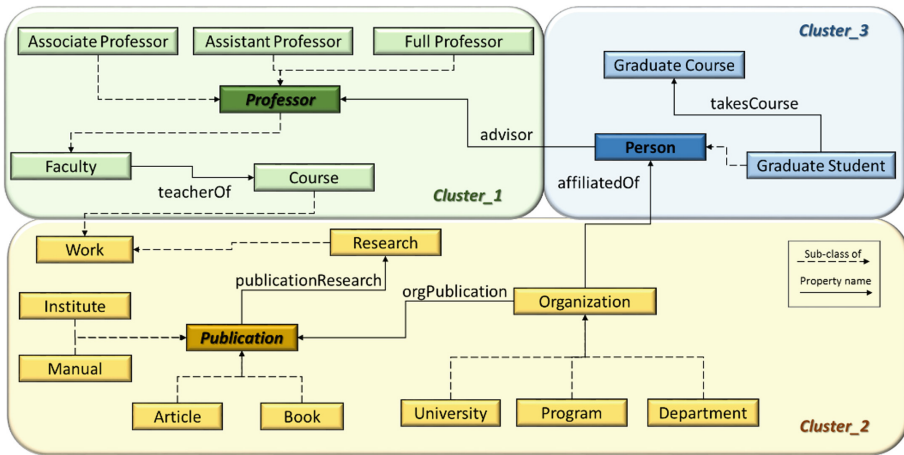 Associate Professor
Assistant Professor
Full Professor
Cluster_3
Graduate Course
Professor
takesCourse
advisor
Person
Faculty
teacherOf
Course
Cluster_1
affiliatedOf
Graduate Student
Work
Research
Sub-class of
Property name
publicationResearch
orgPublication
Institute
Organization
Publication
Manual
Article
Book
University
Program
Department
Cluster_2